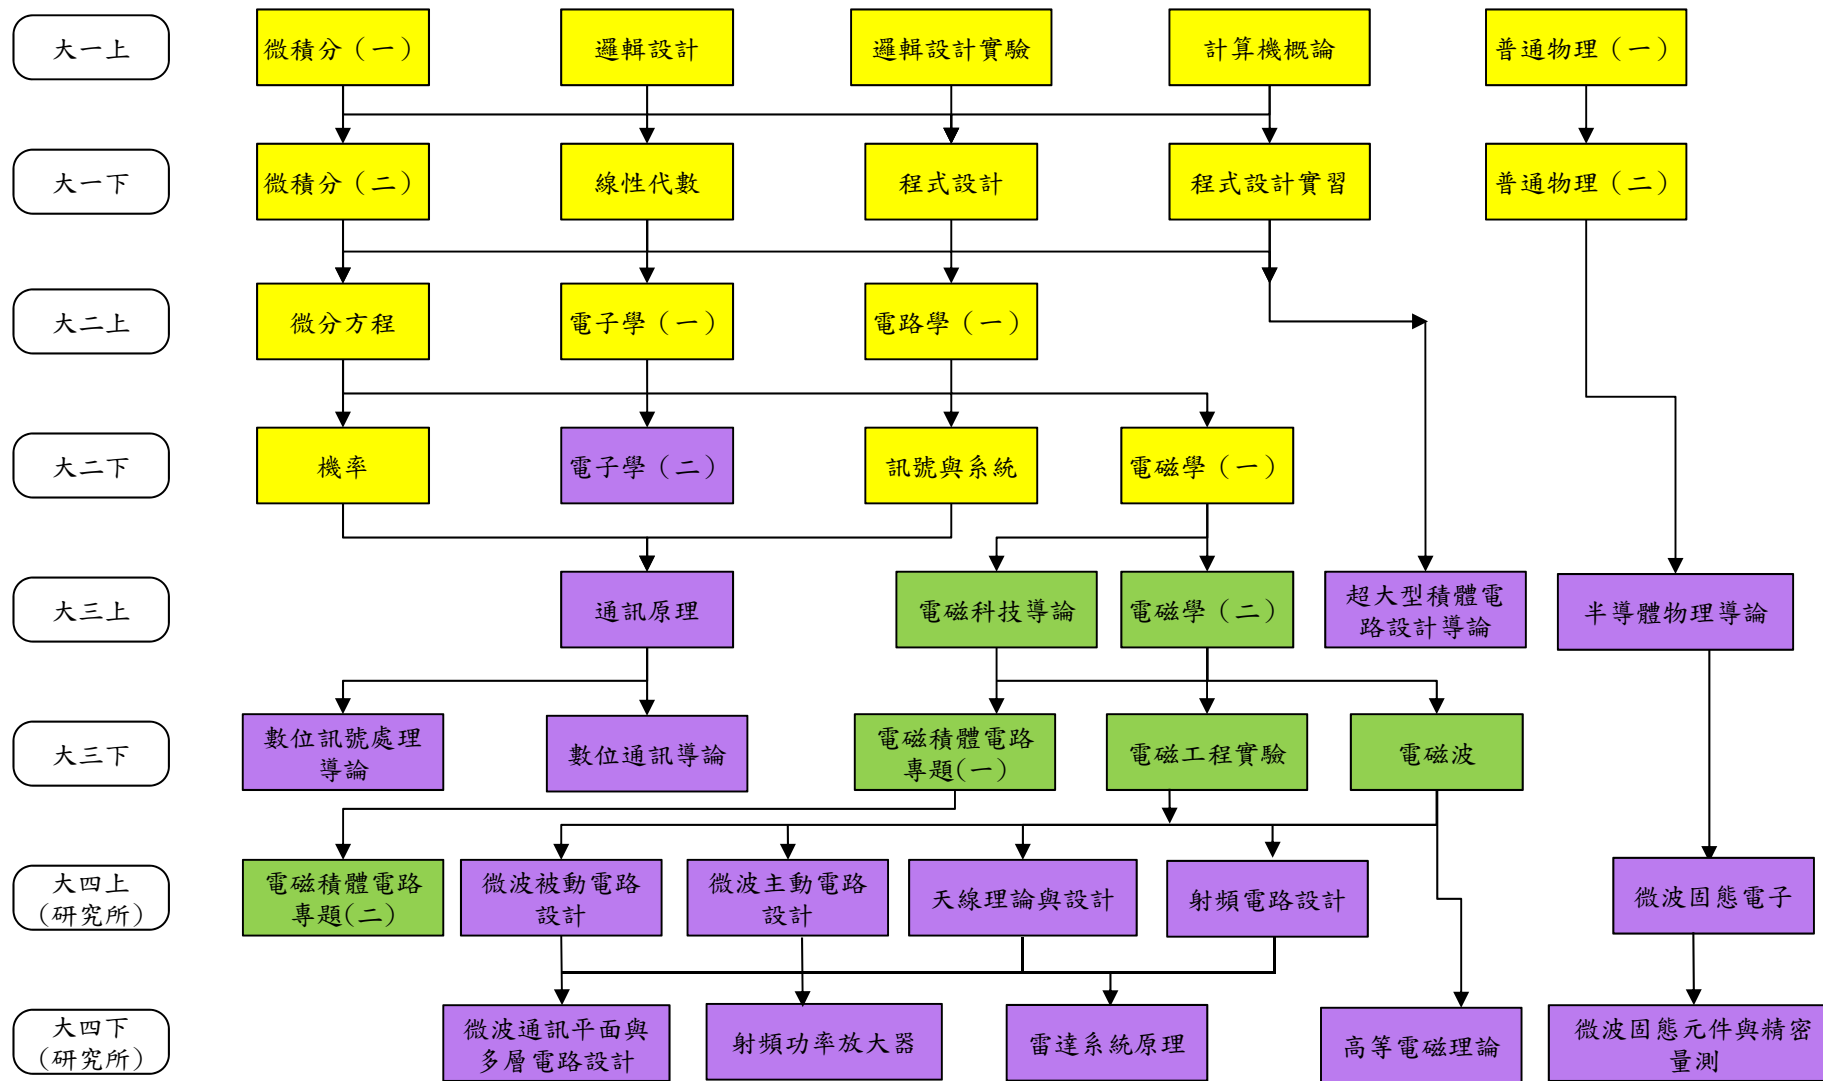 大一上
微積分（一）
邏輯設計
邏輯設計實驗
計算機概論
普通物理（一）
大一下
微積分（二）
線性代數
程式設計
程式設計實習
普通物理（二）
大二上
微分方程
電子學（一）
電路學（一）
大二下
機率
電子學（二）
訊號與系統
電磁學（一）
大三上
通訊原理
電磁科技導論
電磁學（二）
超大型積體電
路設計導論
半導體物理導論
大三下
數位訊號處理
導論
數位通訊導論
電磁積體電路
專題(一)
電磁工程實驗
電磁波
大四上
(研究所)
電磁積體電路
專題(二)
微波被動電路
設計
微波主動電路
設計
天線理論與設計
射頻電路設計
微波固態電子
大四下
(研究所)
微波通訊平面與
多層電路設計
射頻功率放大器
雷達系統原理
高等電磁理論
微波固態元件與精密
量測